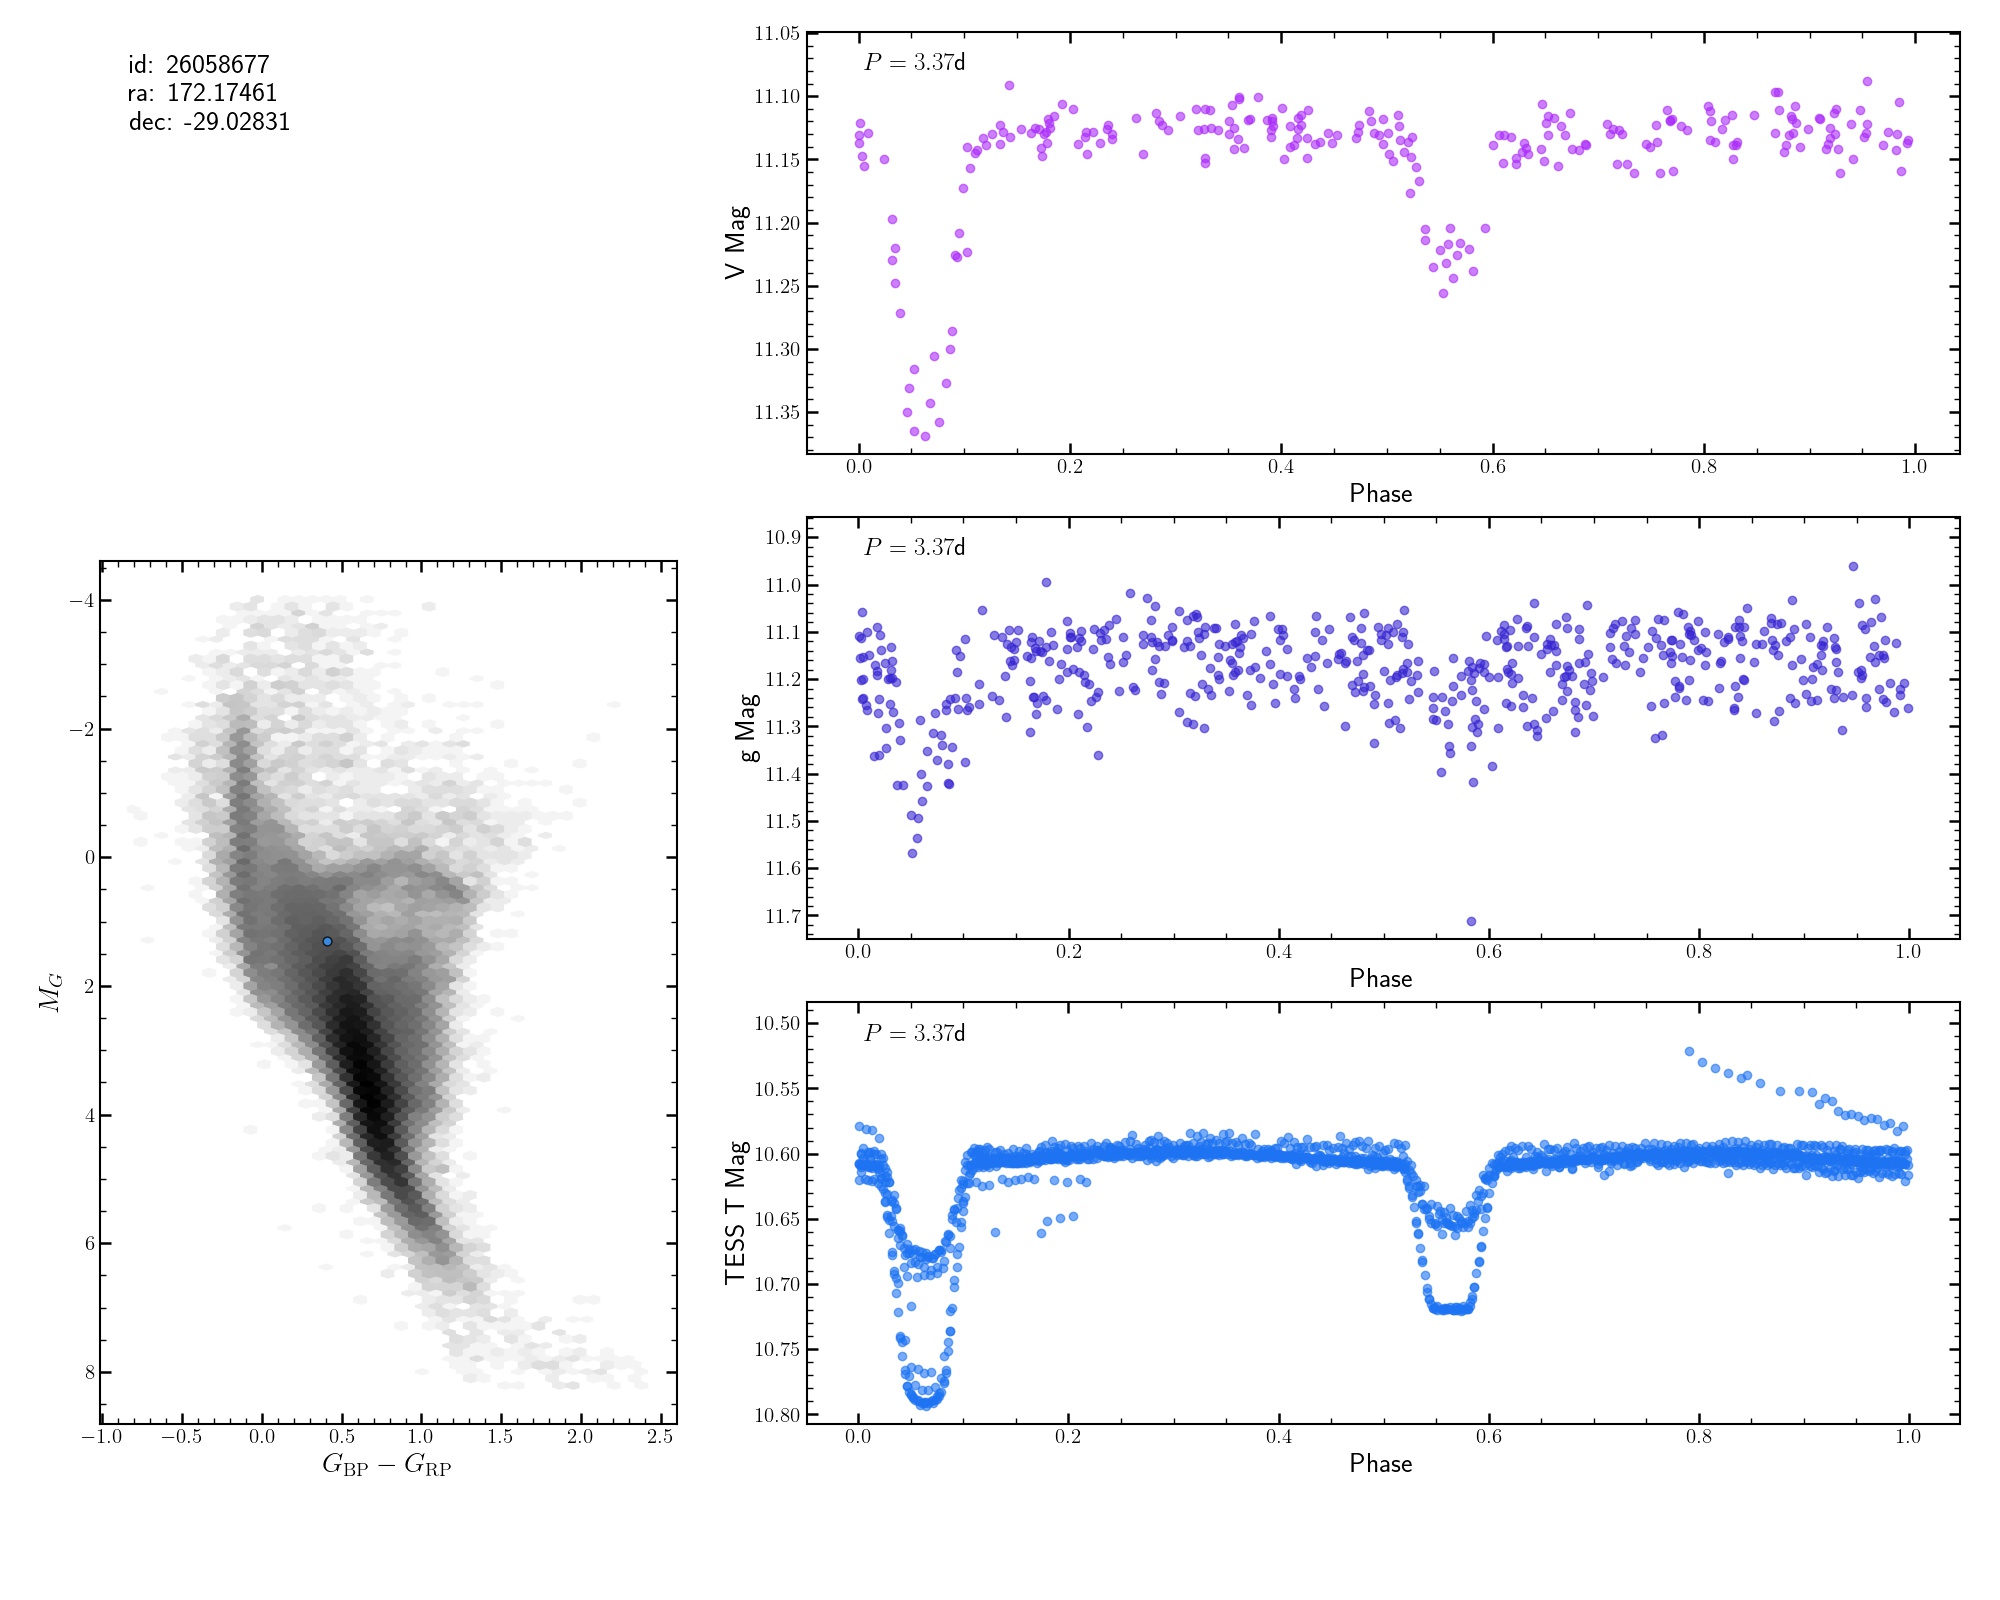 id: 26058677
ra: 172.17461
dec: -29.02831
P = 3.37d
11.05
11.10
11.15
11.20
11.25
11.30
11.35
V Mag
0.0 0.2 0.4 0.6 0.8 1.0
Phase
P = 3.37d
10.9
11.0
11.1
11.2
11.3
11.4
11.5
11.6
11.7
g Mag
0.0 0.2 0.4 0.6 0.8 1.0
Phase
−4
−2
0
2
4
6
8
M_G
−1.0 −0.5 0.0 0.5 1.0 1.5 2.0 2.5
G_BP − G_RP
P = 3.37d
10.50
10.55
10.60
10.65
10.70
10.75
10.80
TESS T Mag
0.0 0.2 0.4 0.6 0.8 1.0
Phase